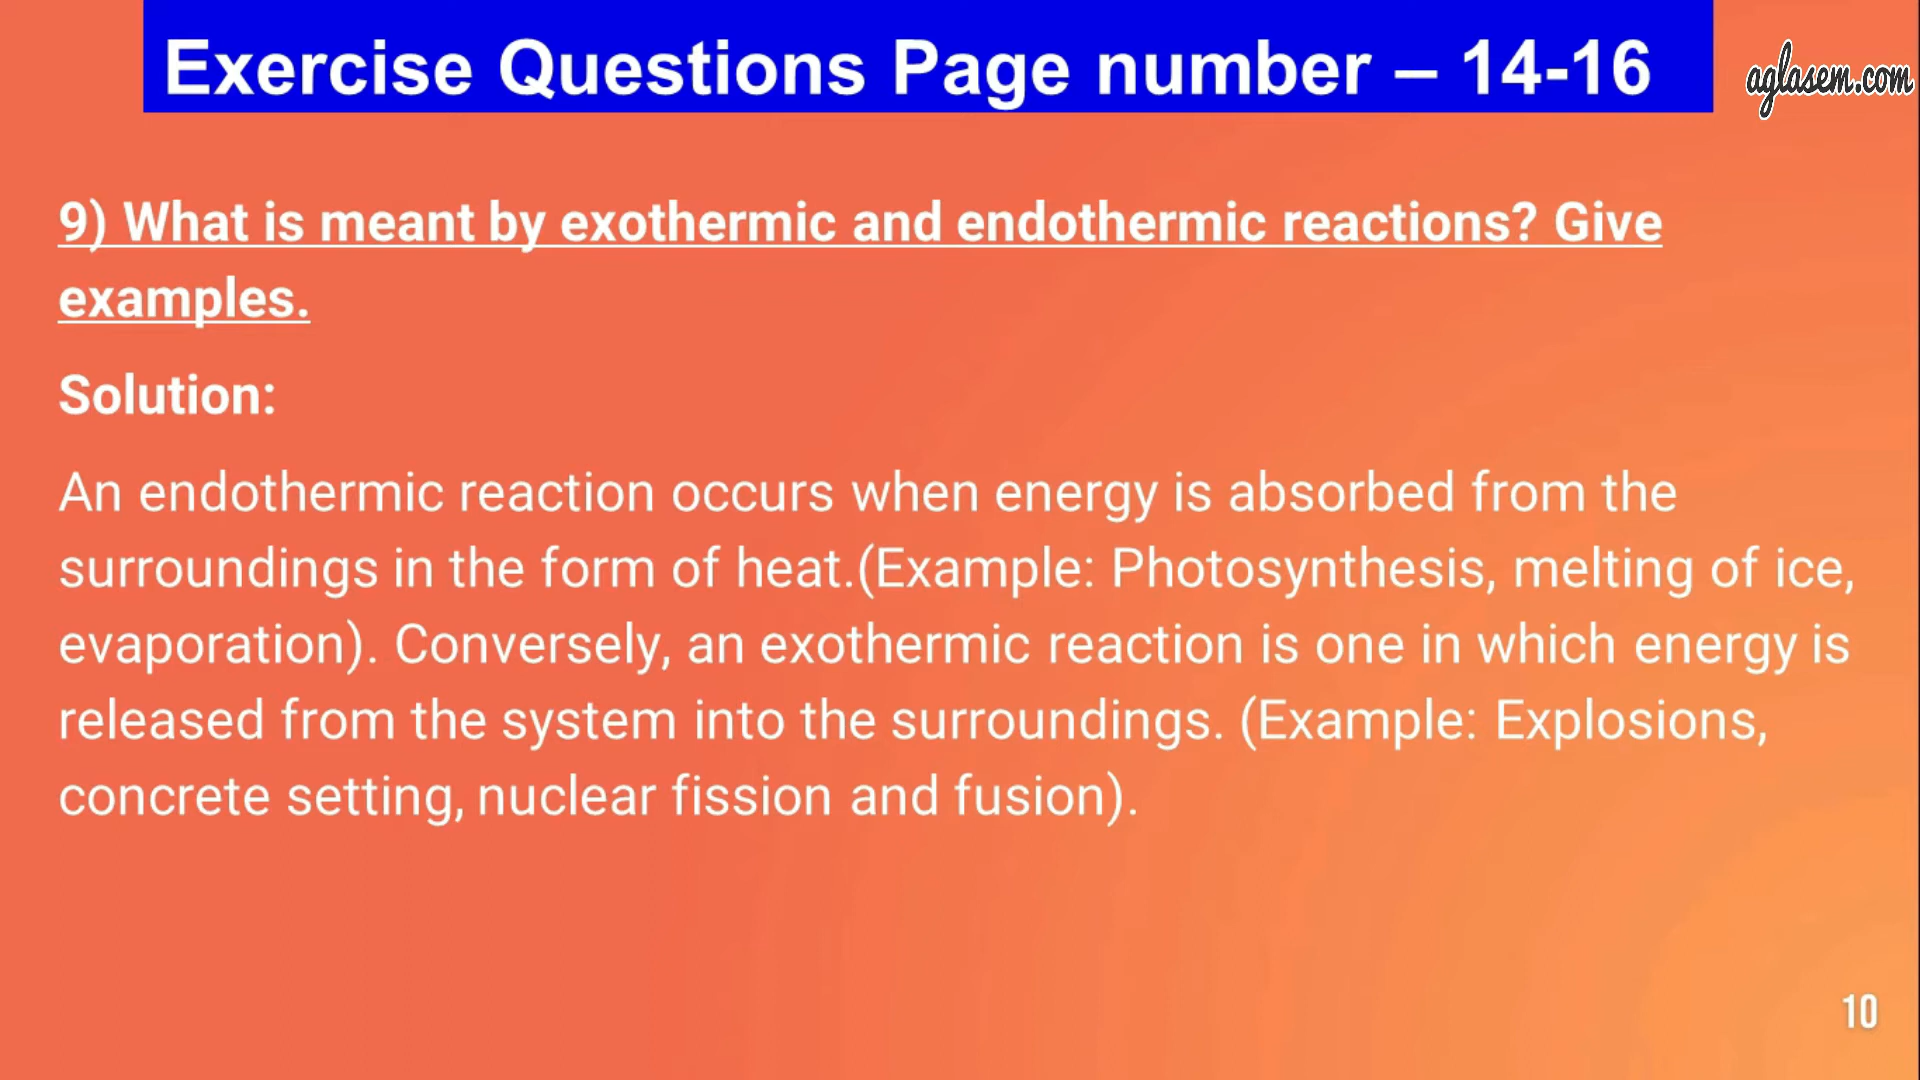 Exercise Questions Page number – 14-16
aglasem.com
9) What is meant by exothermic and endothermic reactions? Give
examples.
Solution:
An endothermic reaction occurs when energy is absorbed from the
surroundings in the form of heat.(Example: Photosynthesis, melting of ice,
evaporation). Conversely, an exothermic reaction is one in which energy is
released from the system into the surroundings. (Example: Explosions,
concrete setting, nuclear fission and fusion).
10